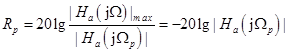 R_p = 20lg |H_a(jΩ)|_max / |H_a(jΩ_p)| = −20lg |H_a(jΩ_p)|